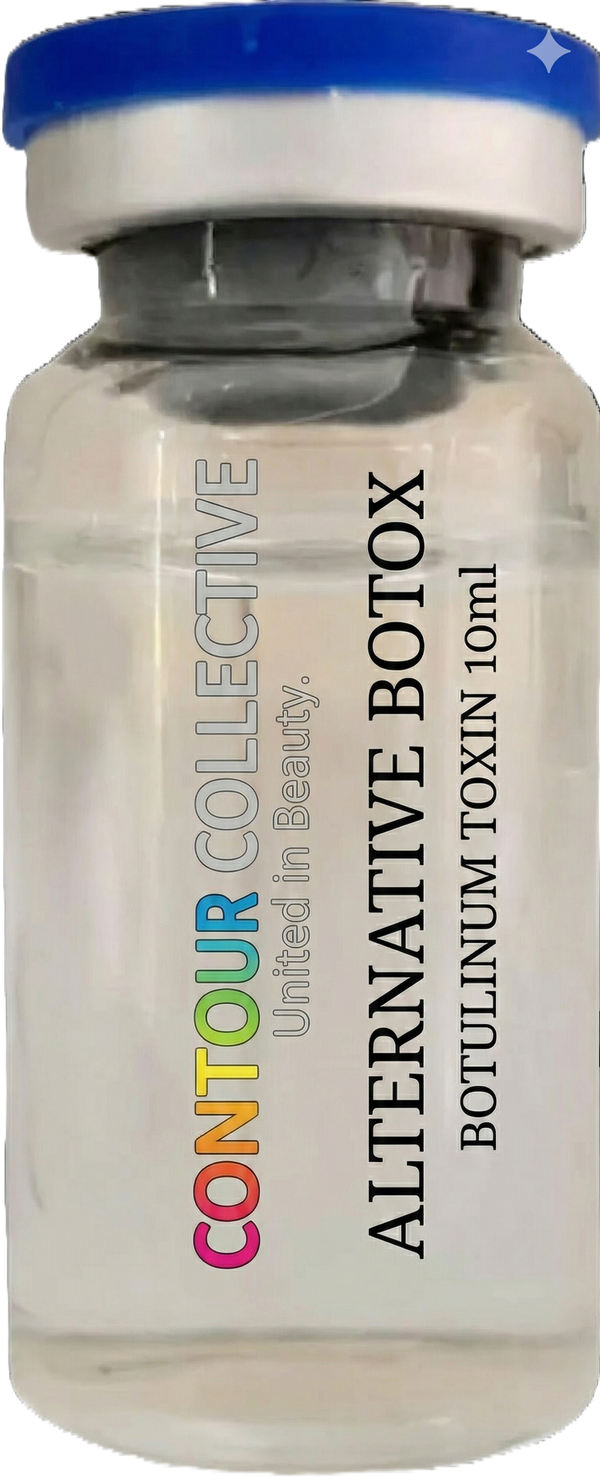 CONTOUR COLLECTIVE
United in Beauty.
ALTERNATIVE BOTOX
BOTULINUM TOXIN 10ml